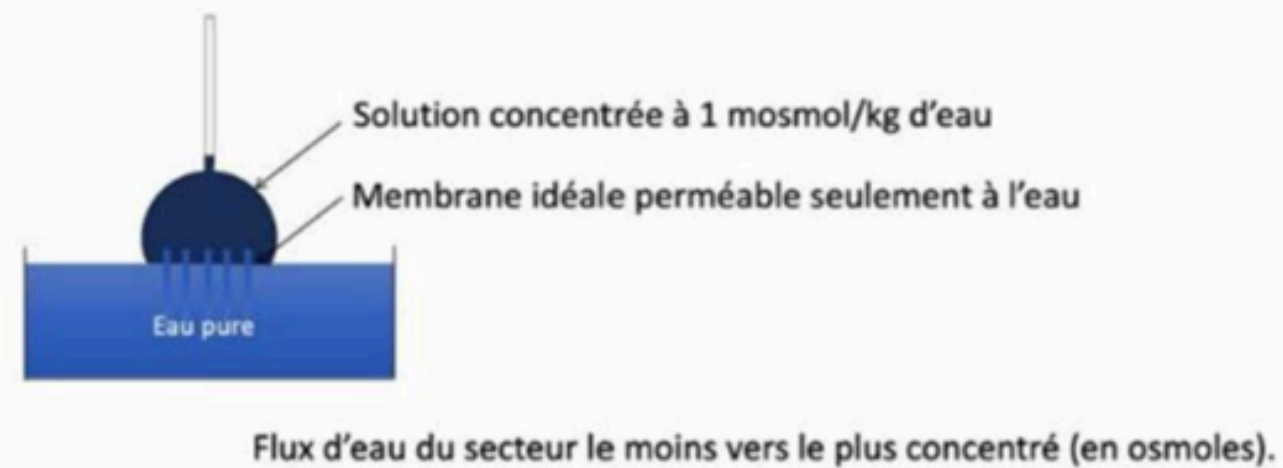 Solution concentrée à 1 mosmol/kg d'eau
Membrane idéale perméable seulement à l'eau
Eau pure
Flux d'eau du secteur le moins vers le plus concentré (en osmoles).